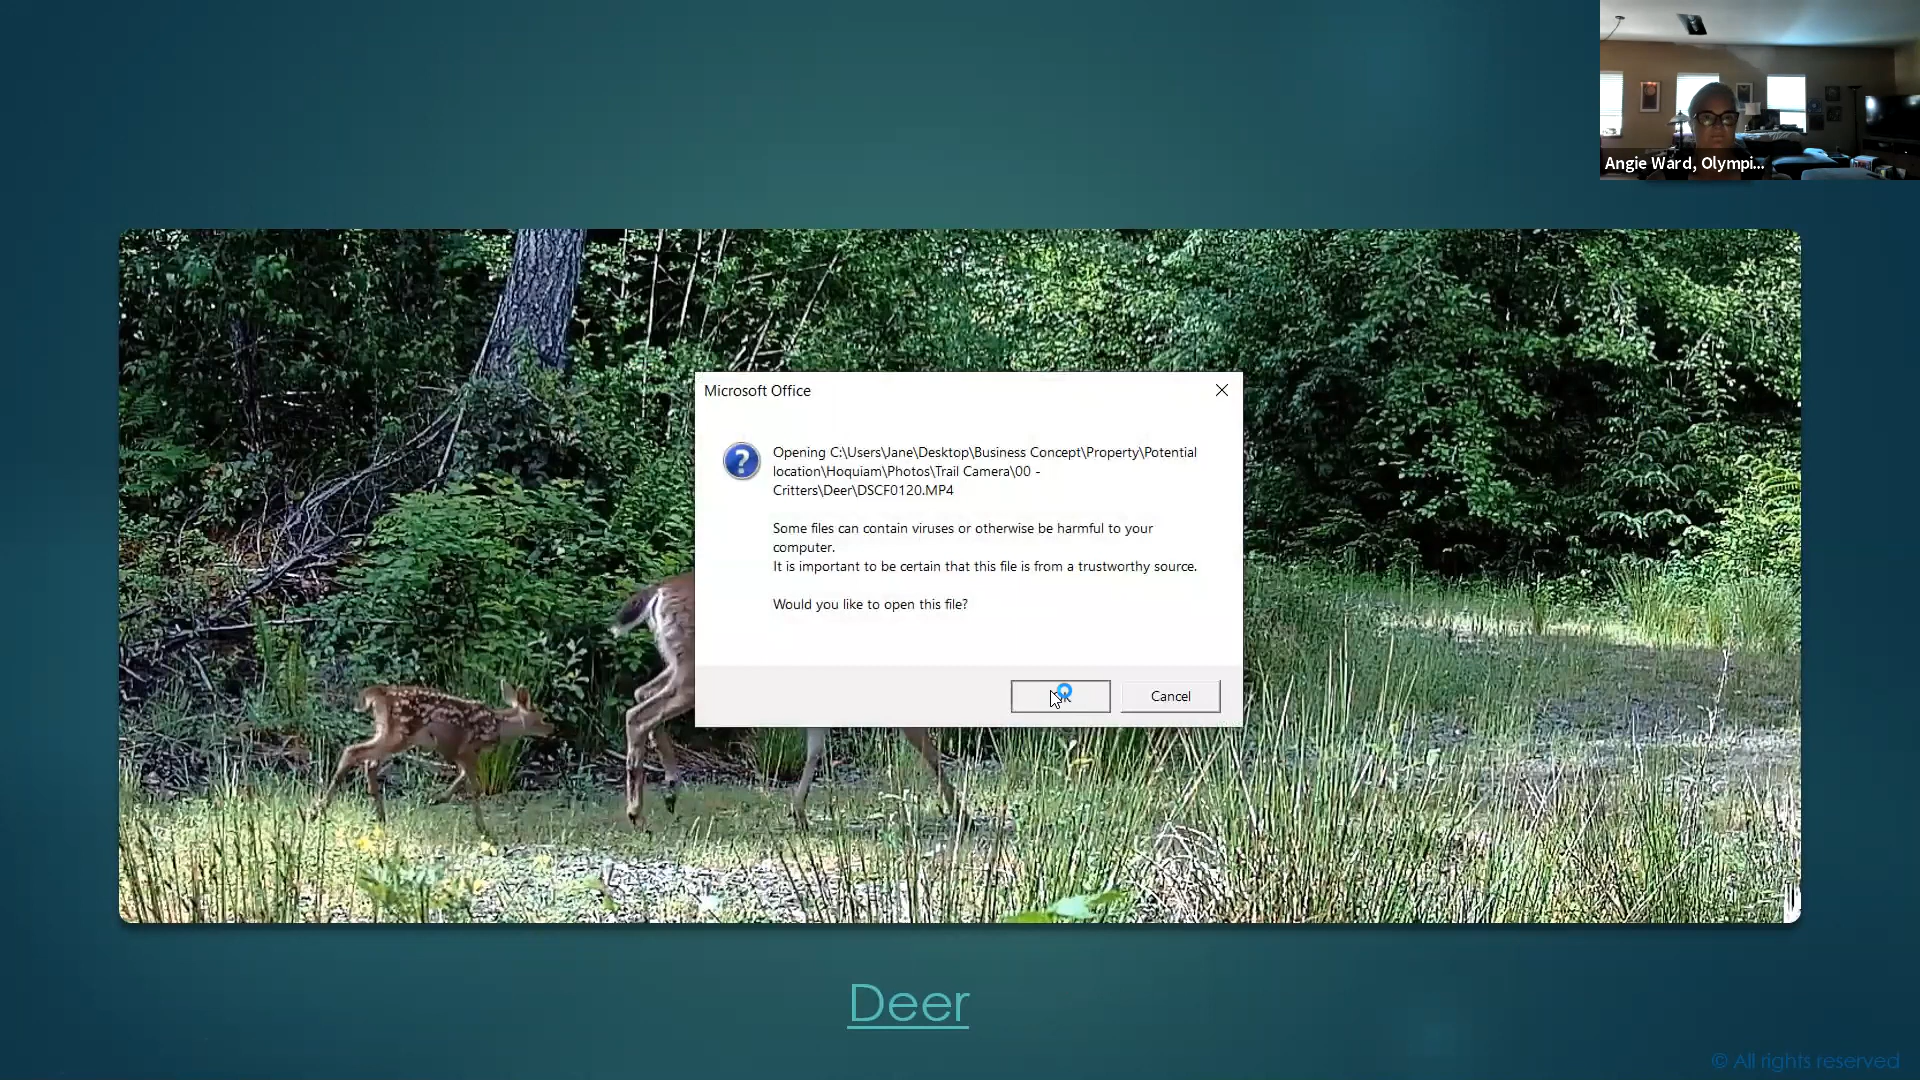 Angie Ward, Olympi...
Microsoft Office
Opening C:\Users\Jane\Desktop\Business Concept\Property\Potential
location\Hoquiam\Photos\Trail Camera\00 -
Critters\Deer\DSCF0120.MP4
Some files can contain viruses or otherwise be harmful to your
computer.
It is important to be certain that this file is from a trustworthy source.
Would you like to open this file?
Cancel
Deer
© All rights reserved